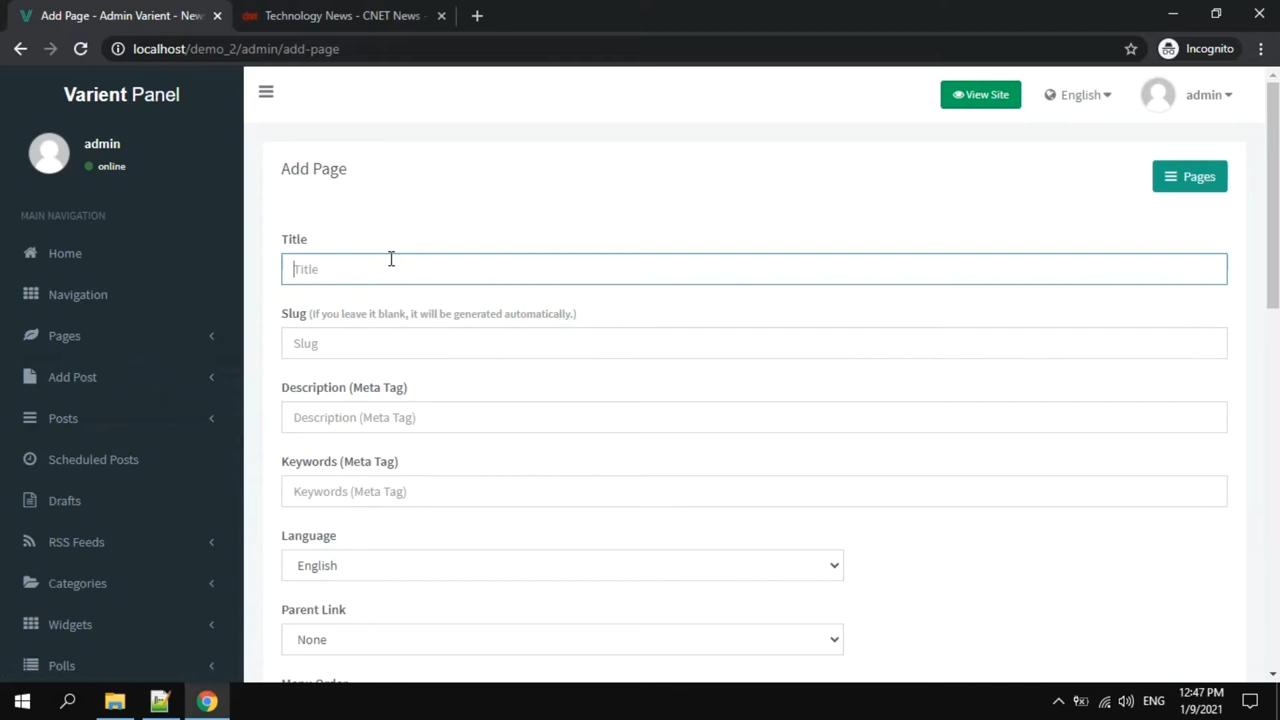 Add Page - Admin Varient - New
Technology News - CNET News -
localhost/demo_2/admin/add-page
Incognito
Varient Panel
View Site
English
admin
admin
online
Add Page
Pages
MAIN NAVIGATION
Home
Navigation
Pages
Add Post
Posts
Scheduled Posts
Drafts
RSS Feeds
Categories
Widgets
Polls
Title
Title
Slug (If you leave it blank, it will be generated automatically.)
Slug
Description (Meta Tag)
Description (Meta Tag)
Keywords (Meta Tag)
Keywords (Meta Tag)
Language
English
Parent Link
None
Menu Order
ENG
12:47 PM
1/9/2021